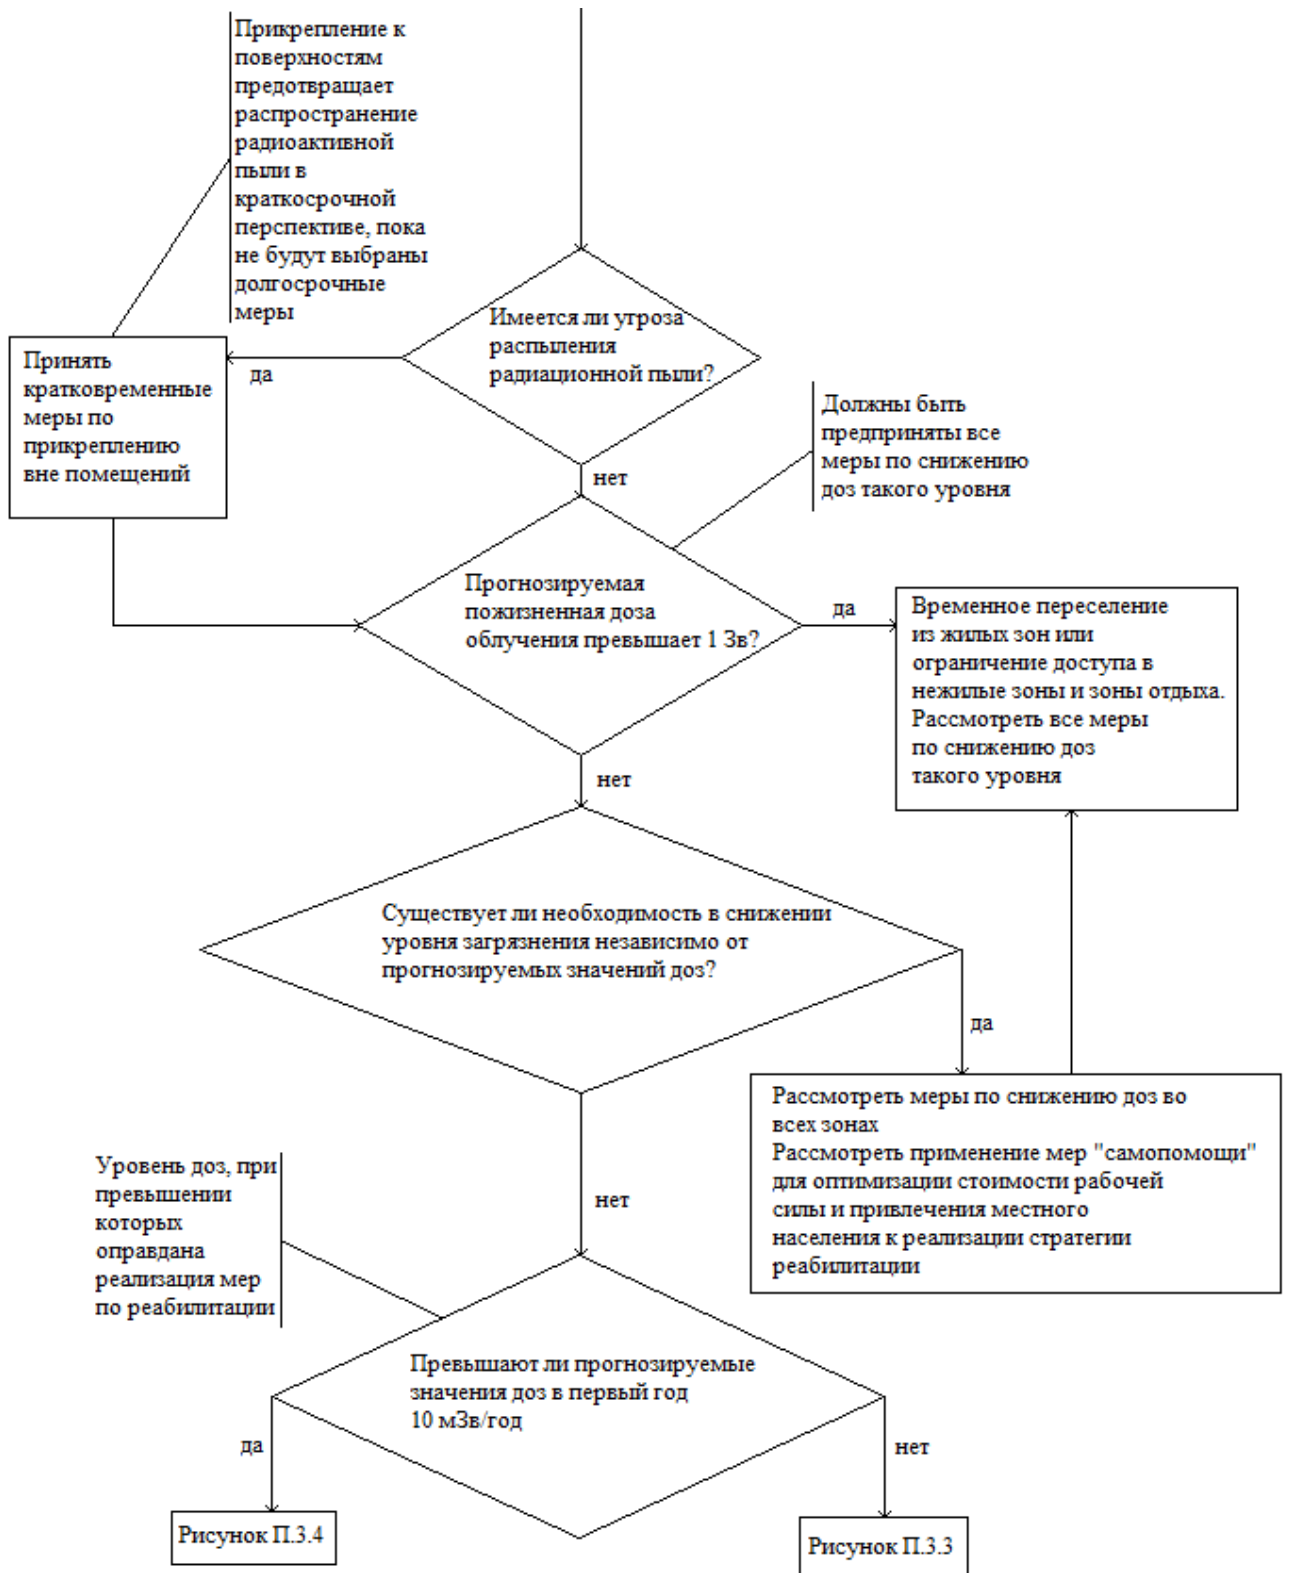 Прикрепление к
поверхностям
предотвращает
распространение
радиоактивной
пыли в
краткосрочной
перспективе, пока
не будут выбраны
долгосрочные
меры
Имеется ли угроза
распыления
радиационной пыли?
да
Принять
кратковременные
меры по
прикреплению
вне помещений
нет
Должны быть
предприняты все
меры по снижению
доз такого уровня
Прогнозируемая
пожизненная доза
облучения превышает 1 Зв?
да
Временное переселение
из жилых зон или
ограничение доступа в
нежилые зоны и зоны отдыха.
Рассмотреть все меры
по снижению доз
такого уровня
нет
Существует ли необходимость в снижении
уровня загрязнения независимо от
прогнозируемых значений доз?
да
Рассмотреть меры по снижению доз во
всех зонах
Рассмотреть применение мер "самопомощи"
для оптимизации стоимости рабочей
силы и привлечения местного
населения к реализации стратегии
реабилитации
нет
Уровень доз, при
превышении
которых
оправдана
реализация мер
по реабилитации
Превышают ли прогнозируемые
значения доз в первый год
10 мЗв/год
да
нет
Рисунок П.3.4
Рисунок П.3.3